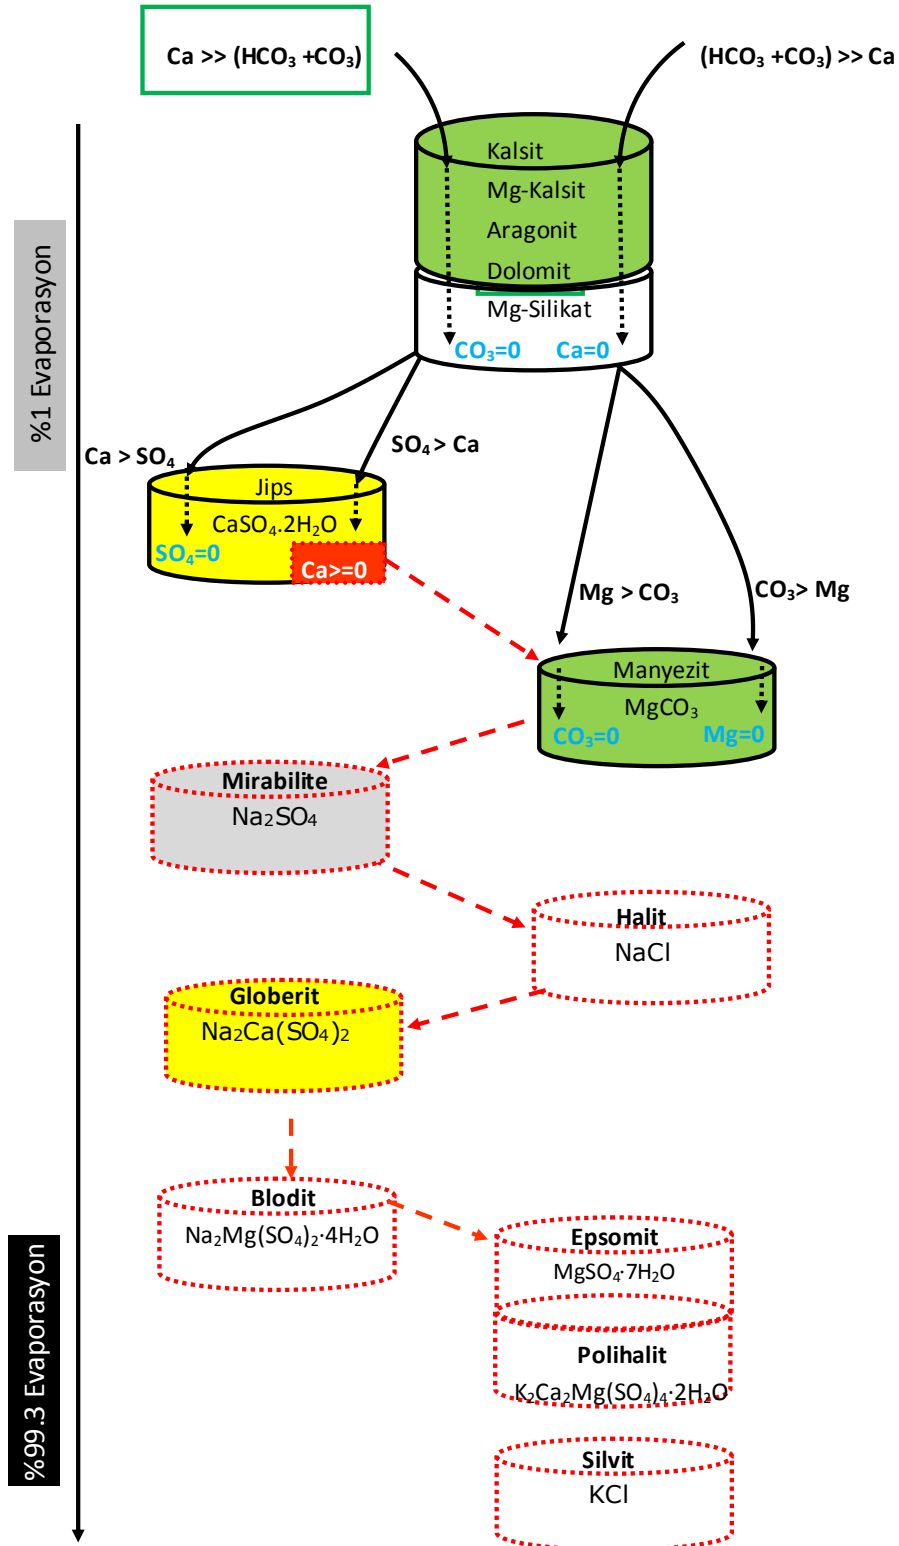 Ca >> (HCO₃ +CO₃)
(HCO₃ +CO₃) >> Ca
Kalsit
Mg-Kalsit
Aragonit
Dolomit
Mg-Silikat
CO₃=0
Ca=0
%1 Evaporasyon
Ca > SO₄
SO₄ > Ca
Jips
CaSO₄.2H₂O
SO₄=0
Ca>=0
Mg > CO₃
CO₃> Mg
Manyezit
MgCO₃
CO₃=0
Mg=0
Mirabilite
Na₂SO₄
Halit
NaCl
Globerit
Na₂Ca(SO₄)₂
Blodit
Na₂Mg(SO₄)₂·4H₂O
Epsomit
MgSO₄·7H₂O
Polihalit
K₂Ca₂Mg(SO₄)₄·2H₂O
%99.3 Evaporasyon
Silvit
KCl